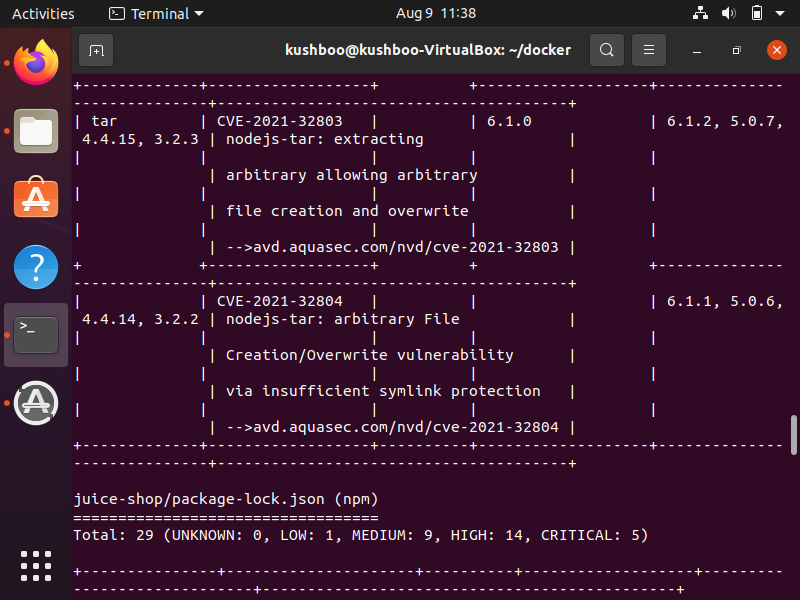 Activities Terminal Aug 9 11:38
kushboo@kushboo-VirtualBox: ~/docker
+-------------+-----------------+ +-------------------+--------------
---------------+---------------------------------------+
| tar | CVE-2021-32803 | | 6.1.0 | 6.1.2, 5.0.7,
4.4.15, 3.2.3 | nodejs-tar: extracting |
| | | | |
| arbitrary allowing arbitrary |
| | | | |
| file creation and overwrite |
| | | | |
| -->avd.aquasec.com/nvd/cve-2021-32803 |
+ +-----------------+ + +--------------
---------------+---------------------------------------+
| | CVE-2021-32804 | | | 6.1.1, 5.0.6,
4.4.14, 3.2.2 | nodejs-tar: arbitrary File |
| | | | |
| Creation/Overwrite vulnerability |
| | | | |
| via insufficient symlink protection |
| | | | |
| -->avd.aquasec.com/nvd/cve-2021-32804 |
+-------------+-----------------+----------+-------------------+--------------
---------------+---------------------------------------+
juice-shop/package-lock.json (npm)
==================================
Total: 29 (UNKNOWN: 0, LOW: 1, MEDIUM: 9, HIGH: 14, CRITICAL: 5)
+---------------+---------------------+----------+-------------------+---------
--------------------+----------------------------------------------+